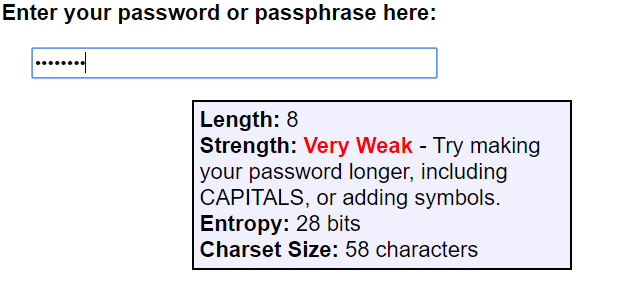 Enter your password or passphrase here:
••••••••
Length: 8
Strength: Very Weak - Try making
your password longer, including
CAPITALS, or adding symbols.
Entropy: 28 bits
Charset Size: 58 characters